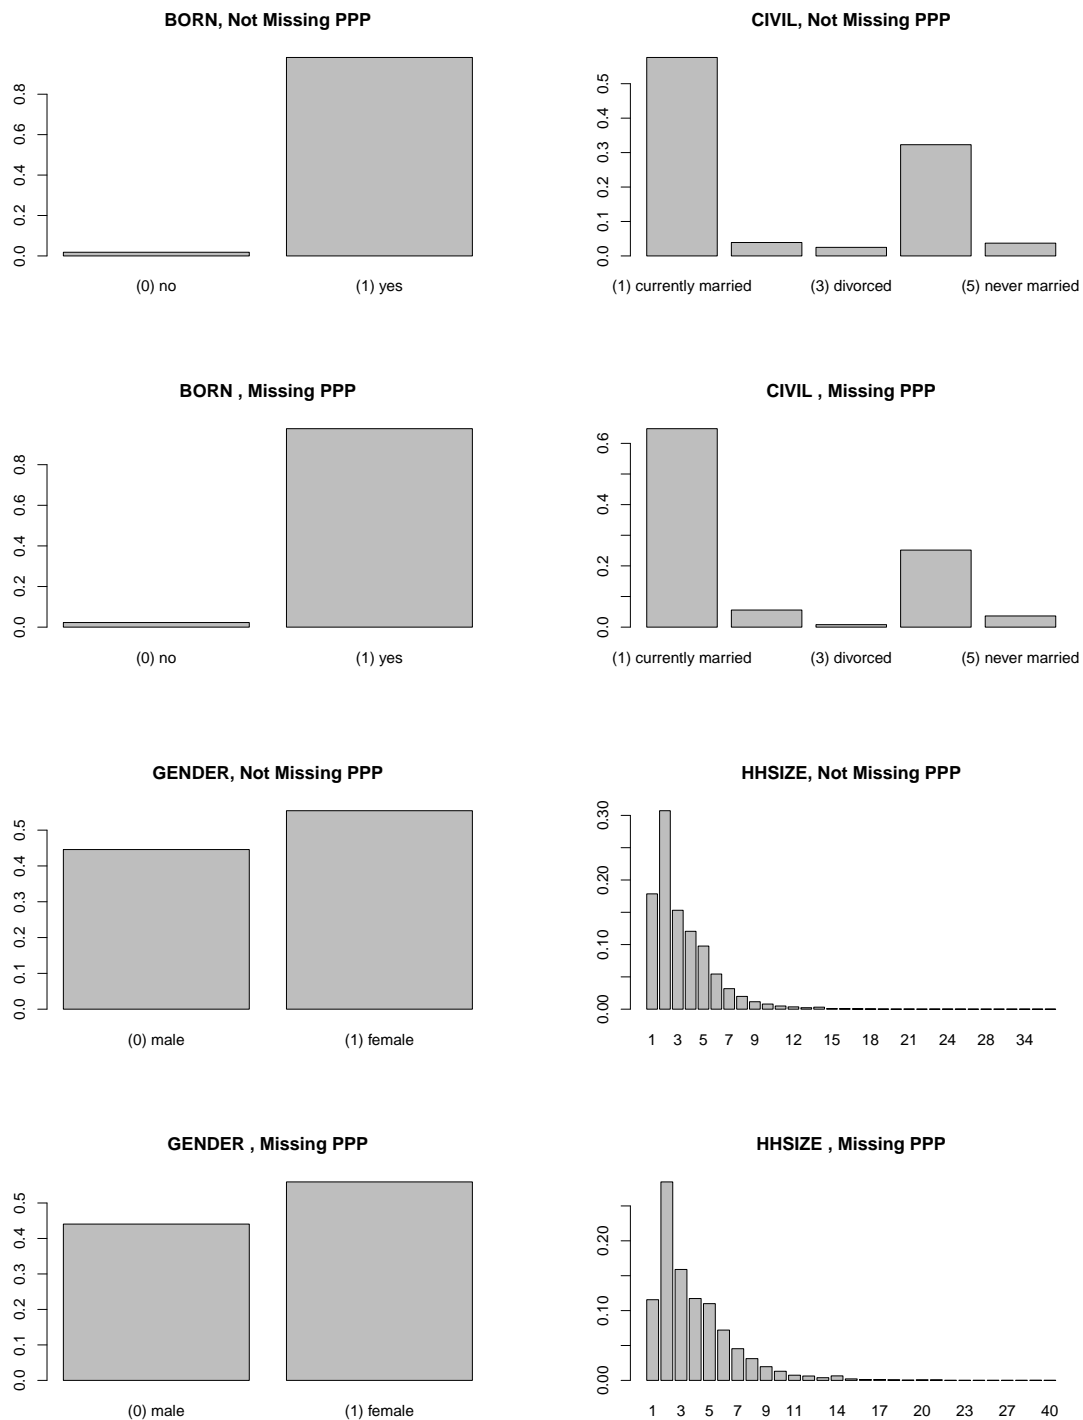 BORN, Not Missing PPP
0.0 0.2 0.4 0.6 0.8
(0) no (1) yes
CIVIL, Not Missing PPP
0.0 0.1 0.2 0.3 0.4 0.5
(1) currently married (3) divorced (5) never married
BORN , Missing PPP
0.0 0.2 0.4 0.6 0.8
(0) no (1) yes
CIVIL , Missing PPP
0.0 0.2 0.4 0.6
(1) currently married (3) divorced (5) never married
GENDER, Not Missing PPP
0.0 0.1 0.2 0.3 0.4 0.5
(0) male (1) female
HHSIZE, Not Missing PPP
0.00 0.10 0.20 0.30
1 3 5 7 9 12 15 18 21 24 28 34
GENDER , Missing PPP
0.0 0.1 0.2 0.3 0.4 0.5
(0) male (1) female
HHSIZE , Missing PPP
0.00 0.10 0.20
1 3 5 7 9 11 14 17 20 23 27 40